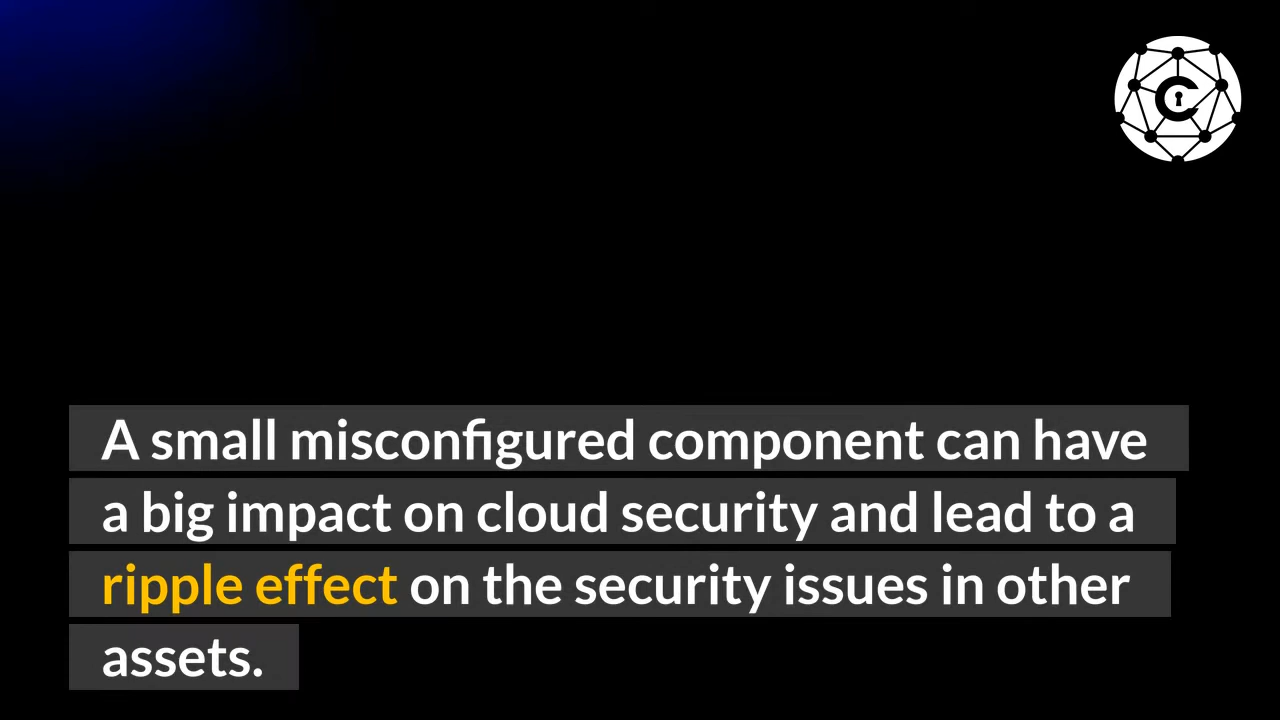 A small misconfigured component can have
a big impact on cloud security and lead to a
ripple effect on the security issues in other
assets.